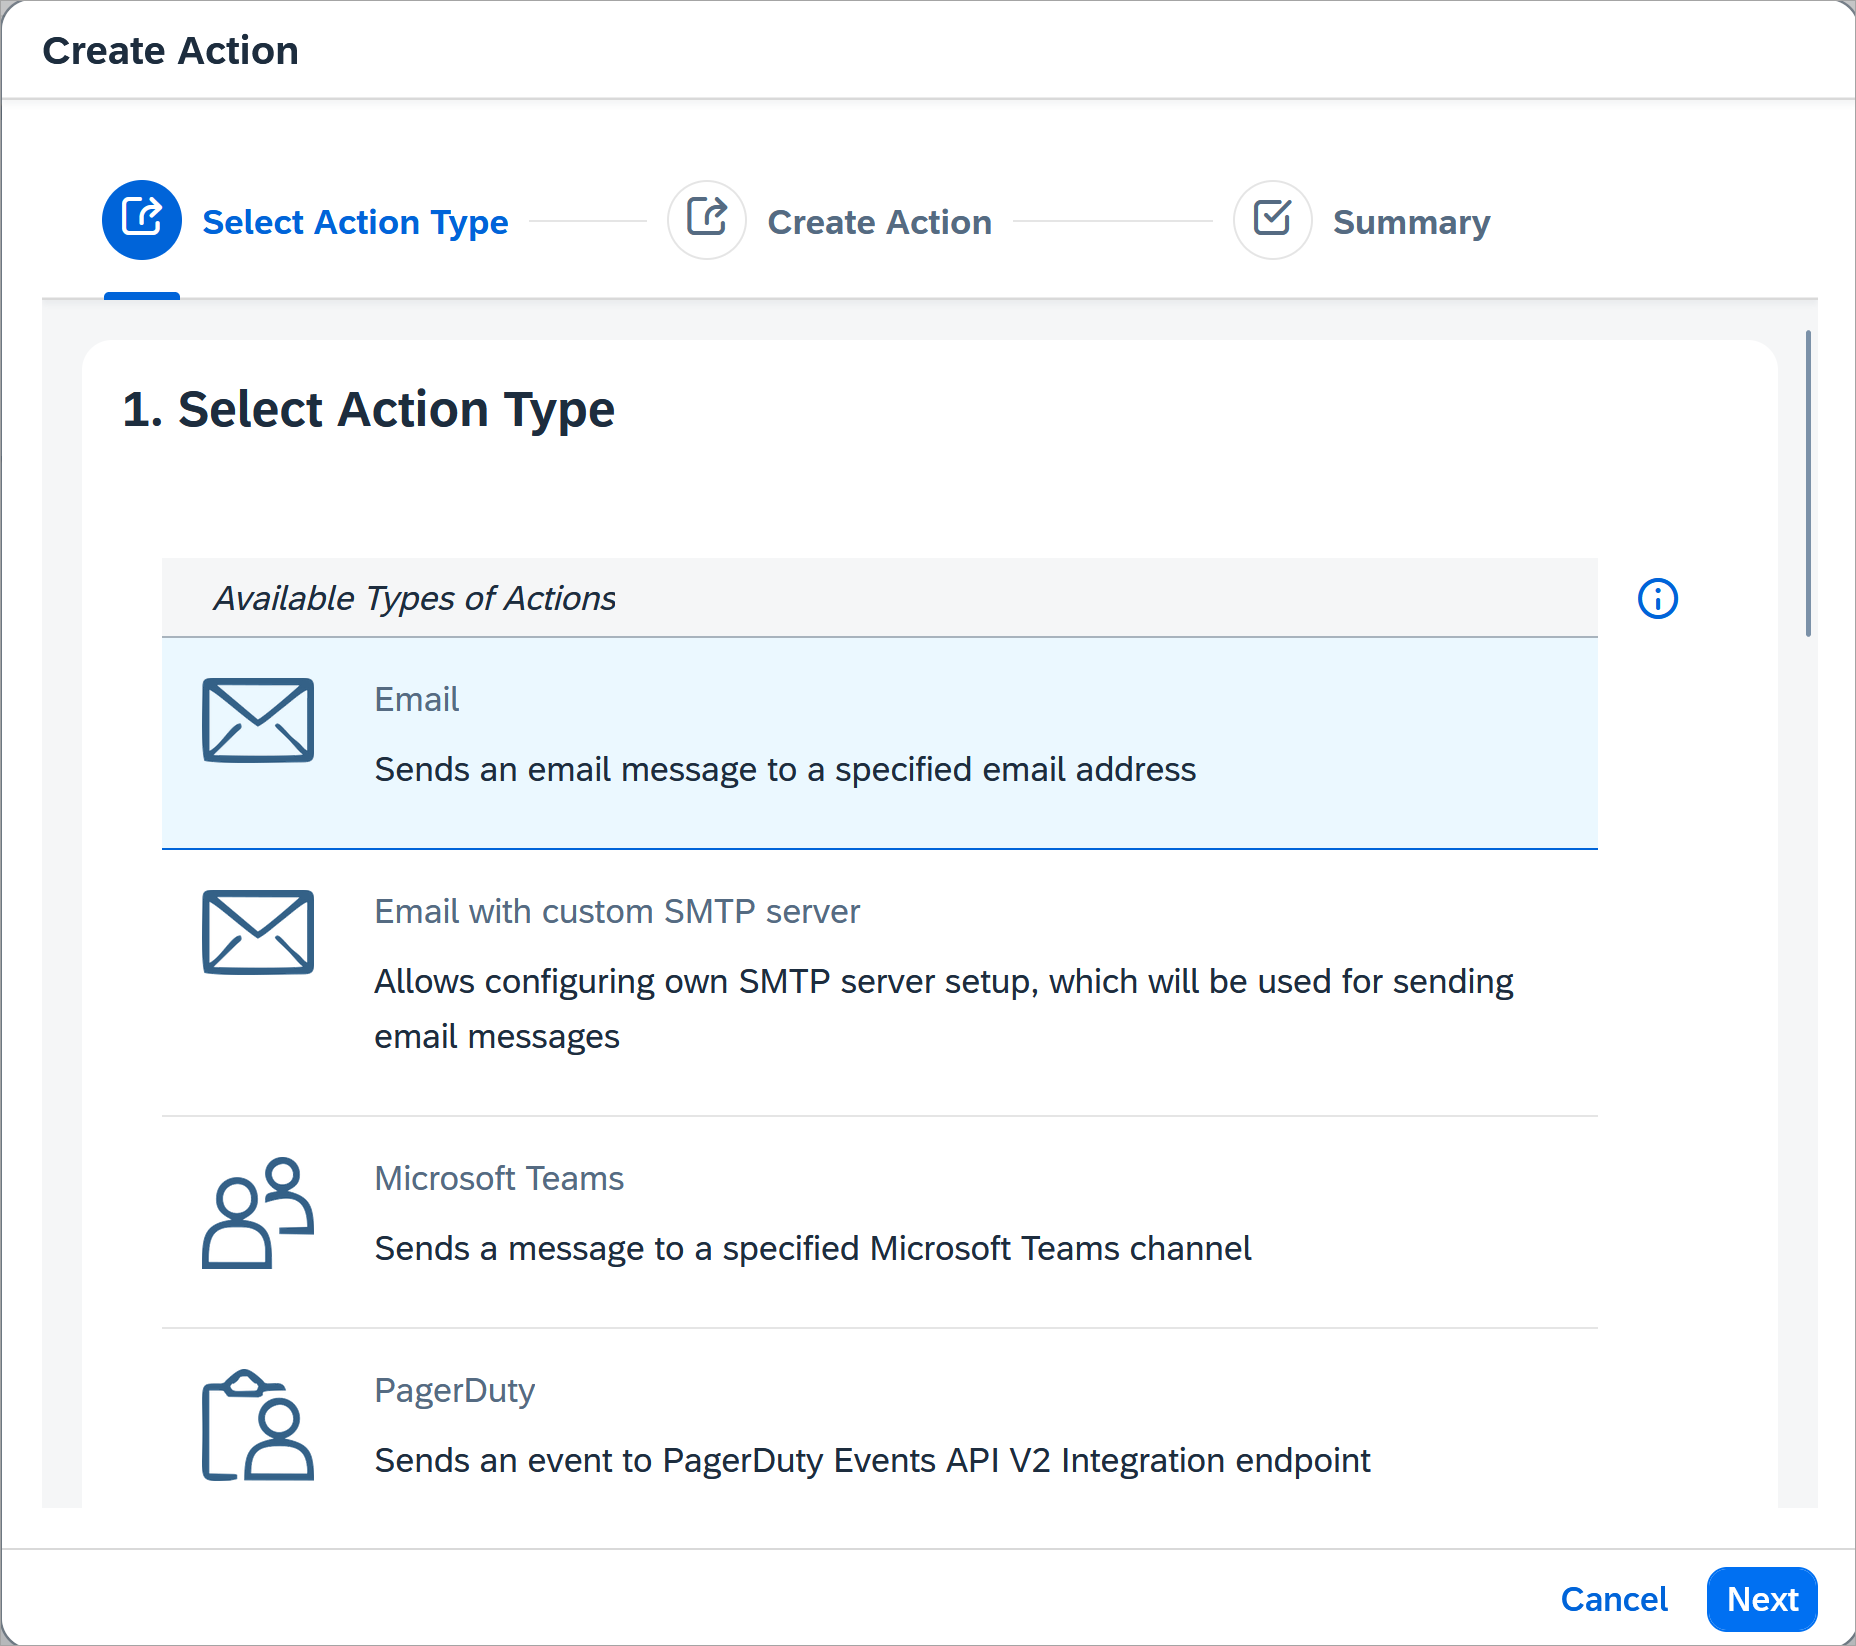 Create Action
Select Action Type
Create Action
Summary
1. Select Action Type
Available Types of Actions
Email
Sends an email message to a specified email address
Email with custom SMTP server
Allows configuring own SMTP server setup, which will be used for sending
email messages
Microsoft Teams
Sends a message to a specified Microsoft Teams channel
PagerDuty
Sends an event to PagerDuty Events API V2 Integration endpoint
Cancel
Next